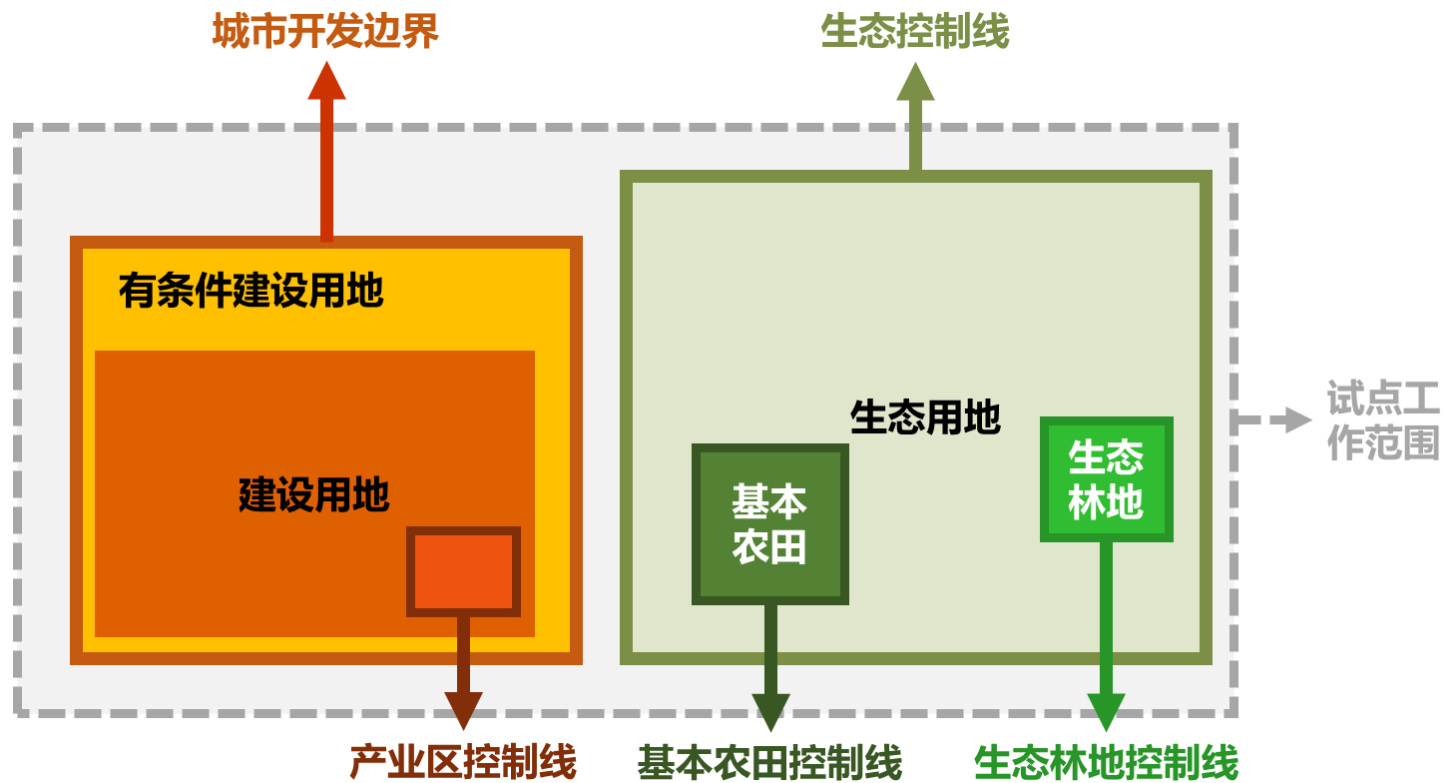 城市开发边界
生态控制线
有条件建设用地
建设用地
生态用地
基本
农田
生态
林地
试点工
作范围
产业区控制线
基本农田控制线
生态林地控制线